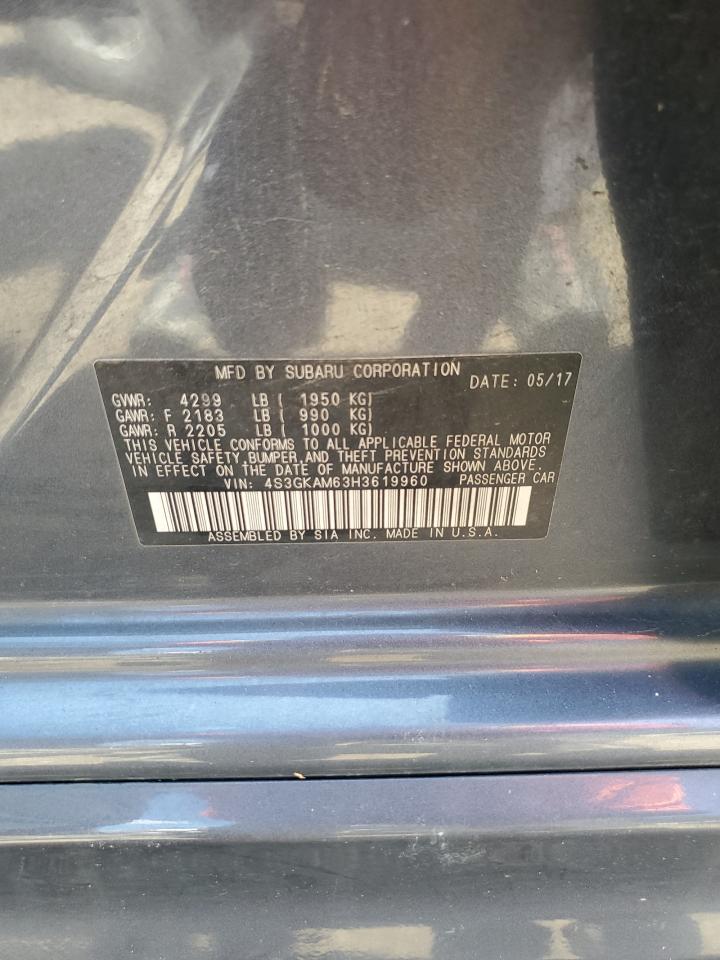 MFD BY SUBARU CORPORATION
DATE: 05/17
GVWR: 4299 LB ( 1950 KG)
GAWR: F 2183 LB ( 990 KG)
GAWR: R 2205 LB ( 1000 KG)
THIS VEHICLE CONFORMS TO ALL APPLICABLE FEDERAL MOTOR
VEHICLE SAFETY,BUMPER,AND THEFT PREVENTION STANDARDS
IN EFFECT ON THE DATE OF MANUFACTURE SHOWN ABOVE.
VIN: 4S3GKAM63H3619960 PASSENGER CAR
ASSEMBLED BY SIA INC. MADE IN U.S.A.